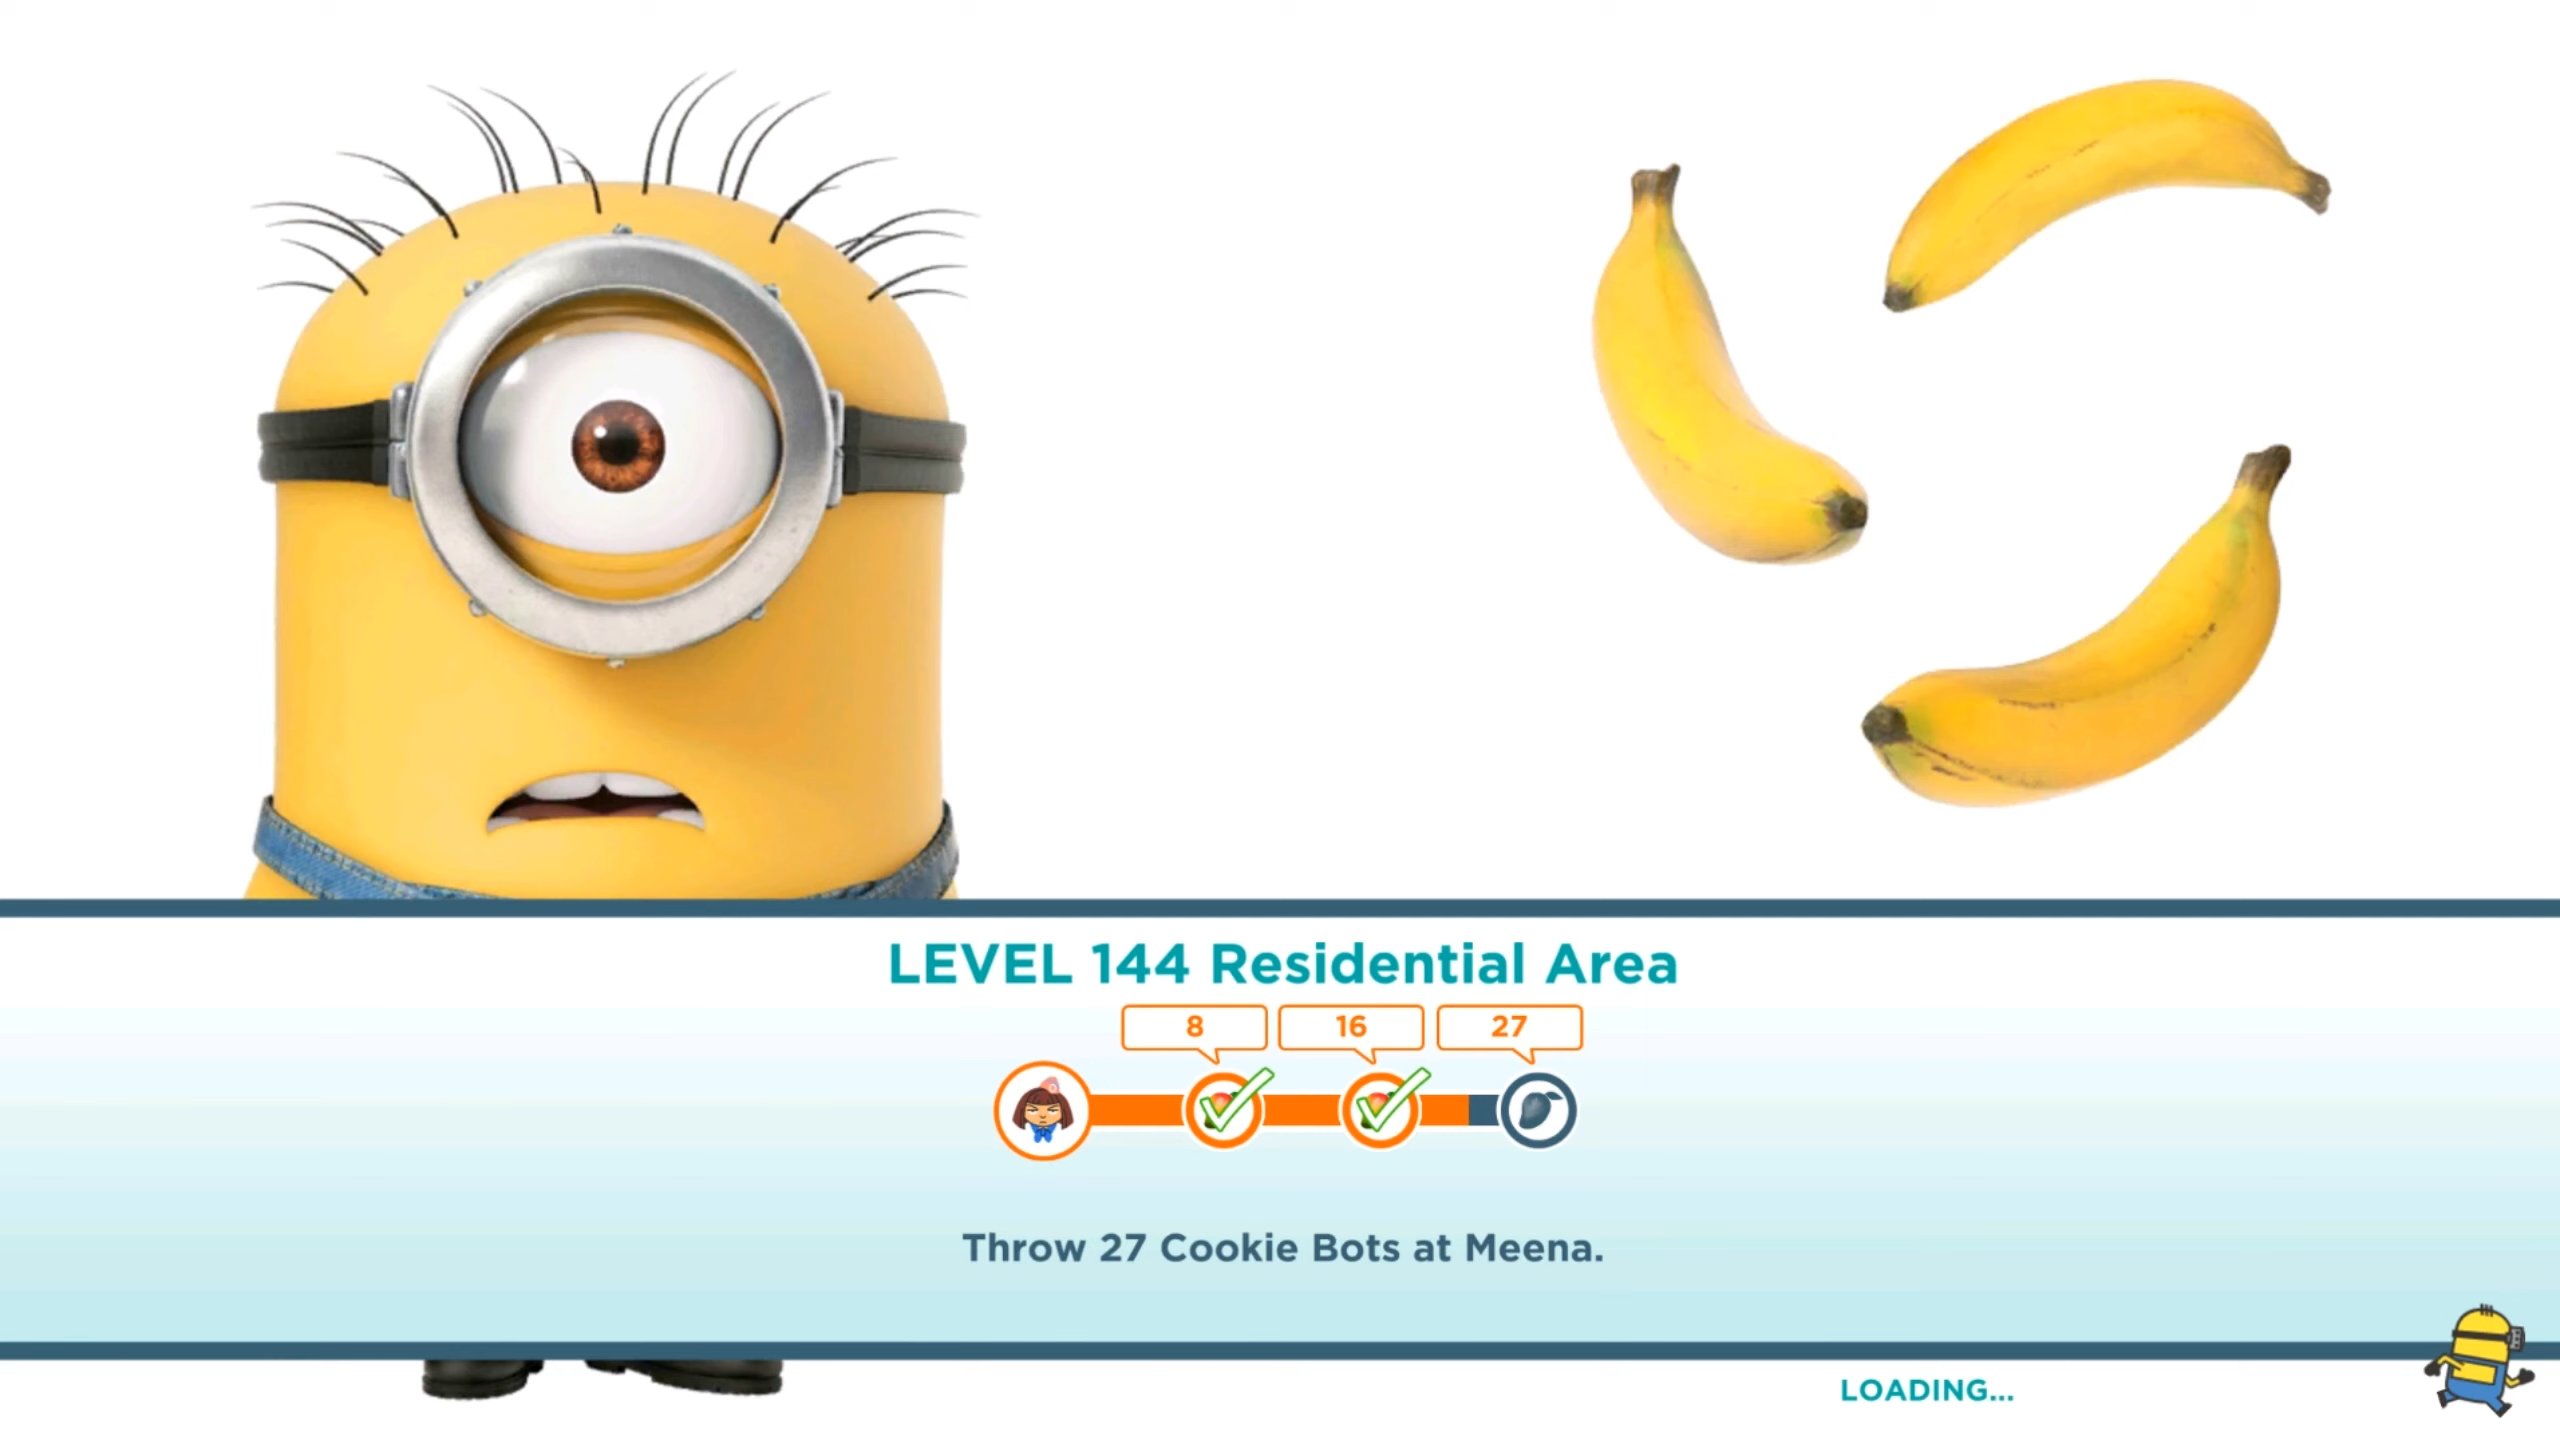 LEVEL 144 Residential Area
8
16
27
Throw 27 Cookie Bots at Meena.
LOADING...